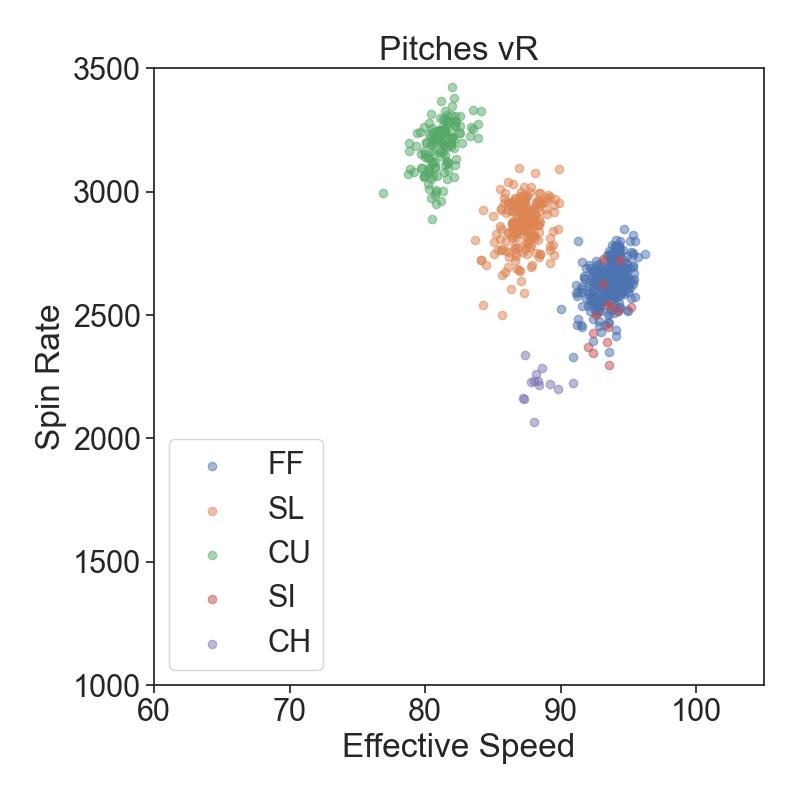 Pitches vR
3500
3000
2500
2000
1500
1000
Spin Rate
FF
SL
CU
SI
CH
60 70 80 90 100
Effective Speed